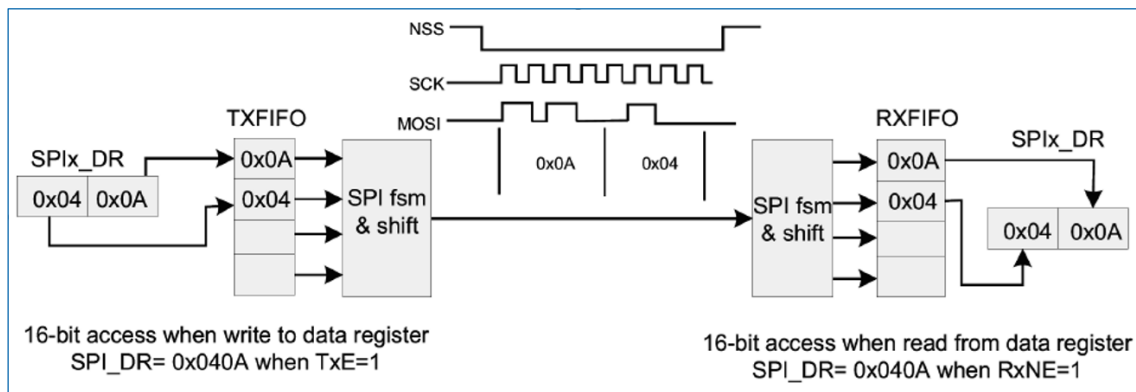 NSS
SCK
MOSI
TXFIFO
RXFIFO
SPIx_DR
SPIx_DR
0x0A
0x0A
0x0A
0x04
0x04 0x0A
0x04
SPI fsm
& shift
SPI fsm
& shift
0x04
0x04 0x0A
16-bit access when write to data register
SPI_DR= 0x040A when TxE=1
16-bit access when read from data register
SPI_DR= 0x040A when RxNE=1